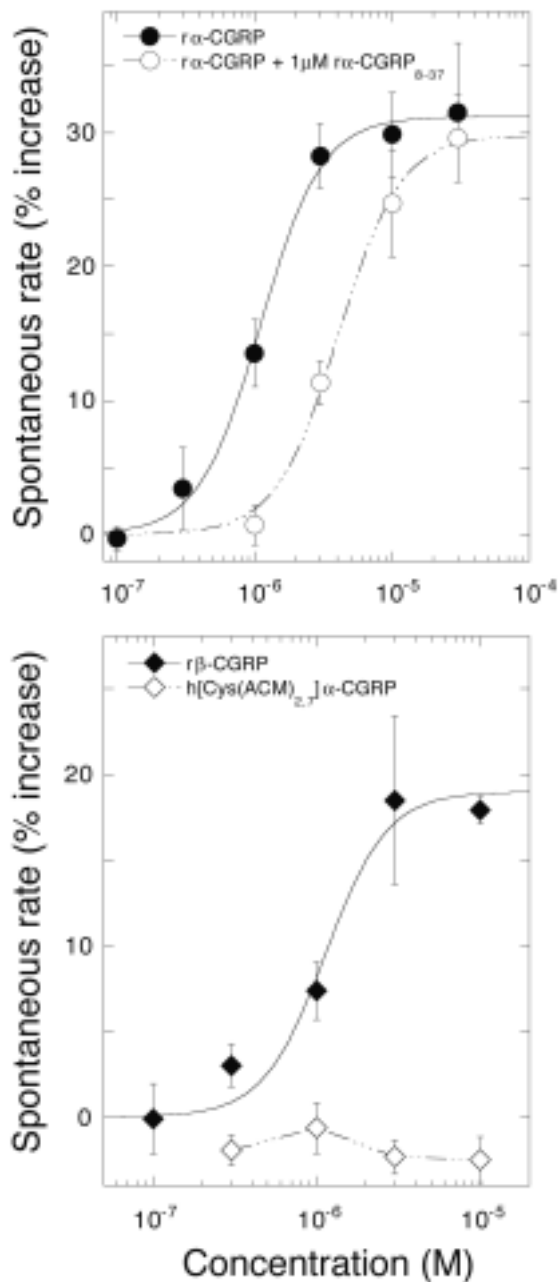 rα-CGRP
rα-CGRP + 1μM rα-CGRP8-37
30
20
10
0
Spontaneous rate (% increase)
10-7 10-6 10-5 10-4
rβ-CGRP
h[Cys(ACM)2,7]α-CGRP
20
10
0
Spontaneous rate (% increase)
10-7 10-6 10-5
Concentration (M)